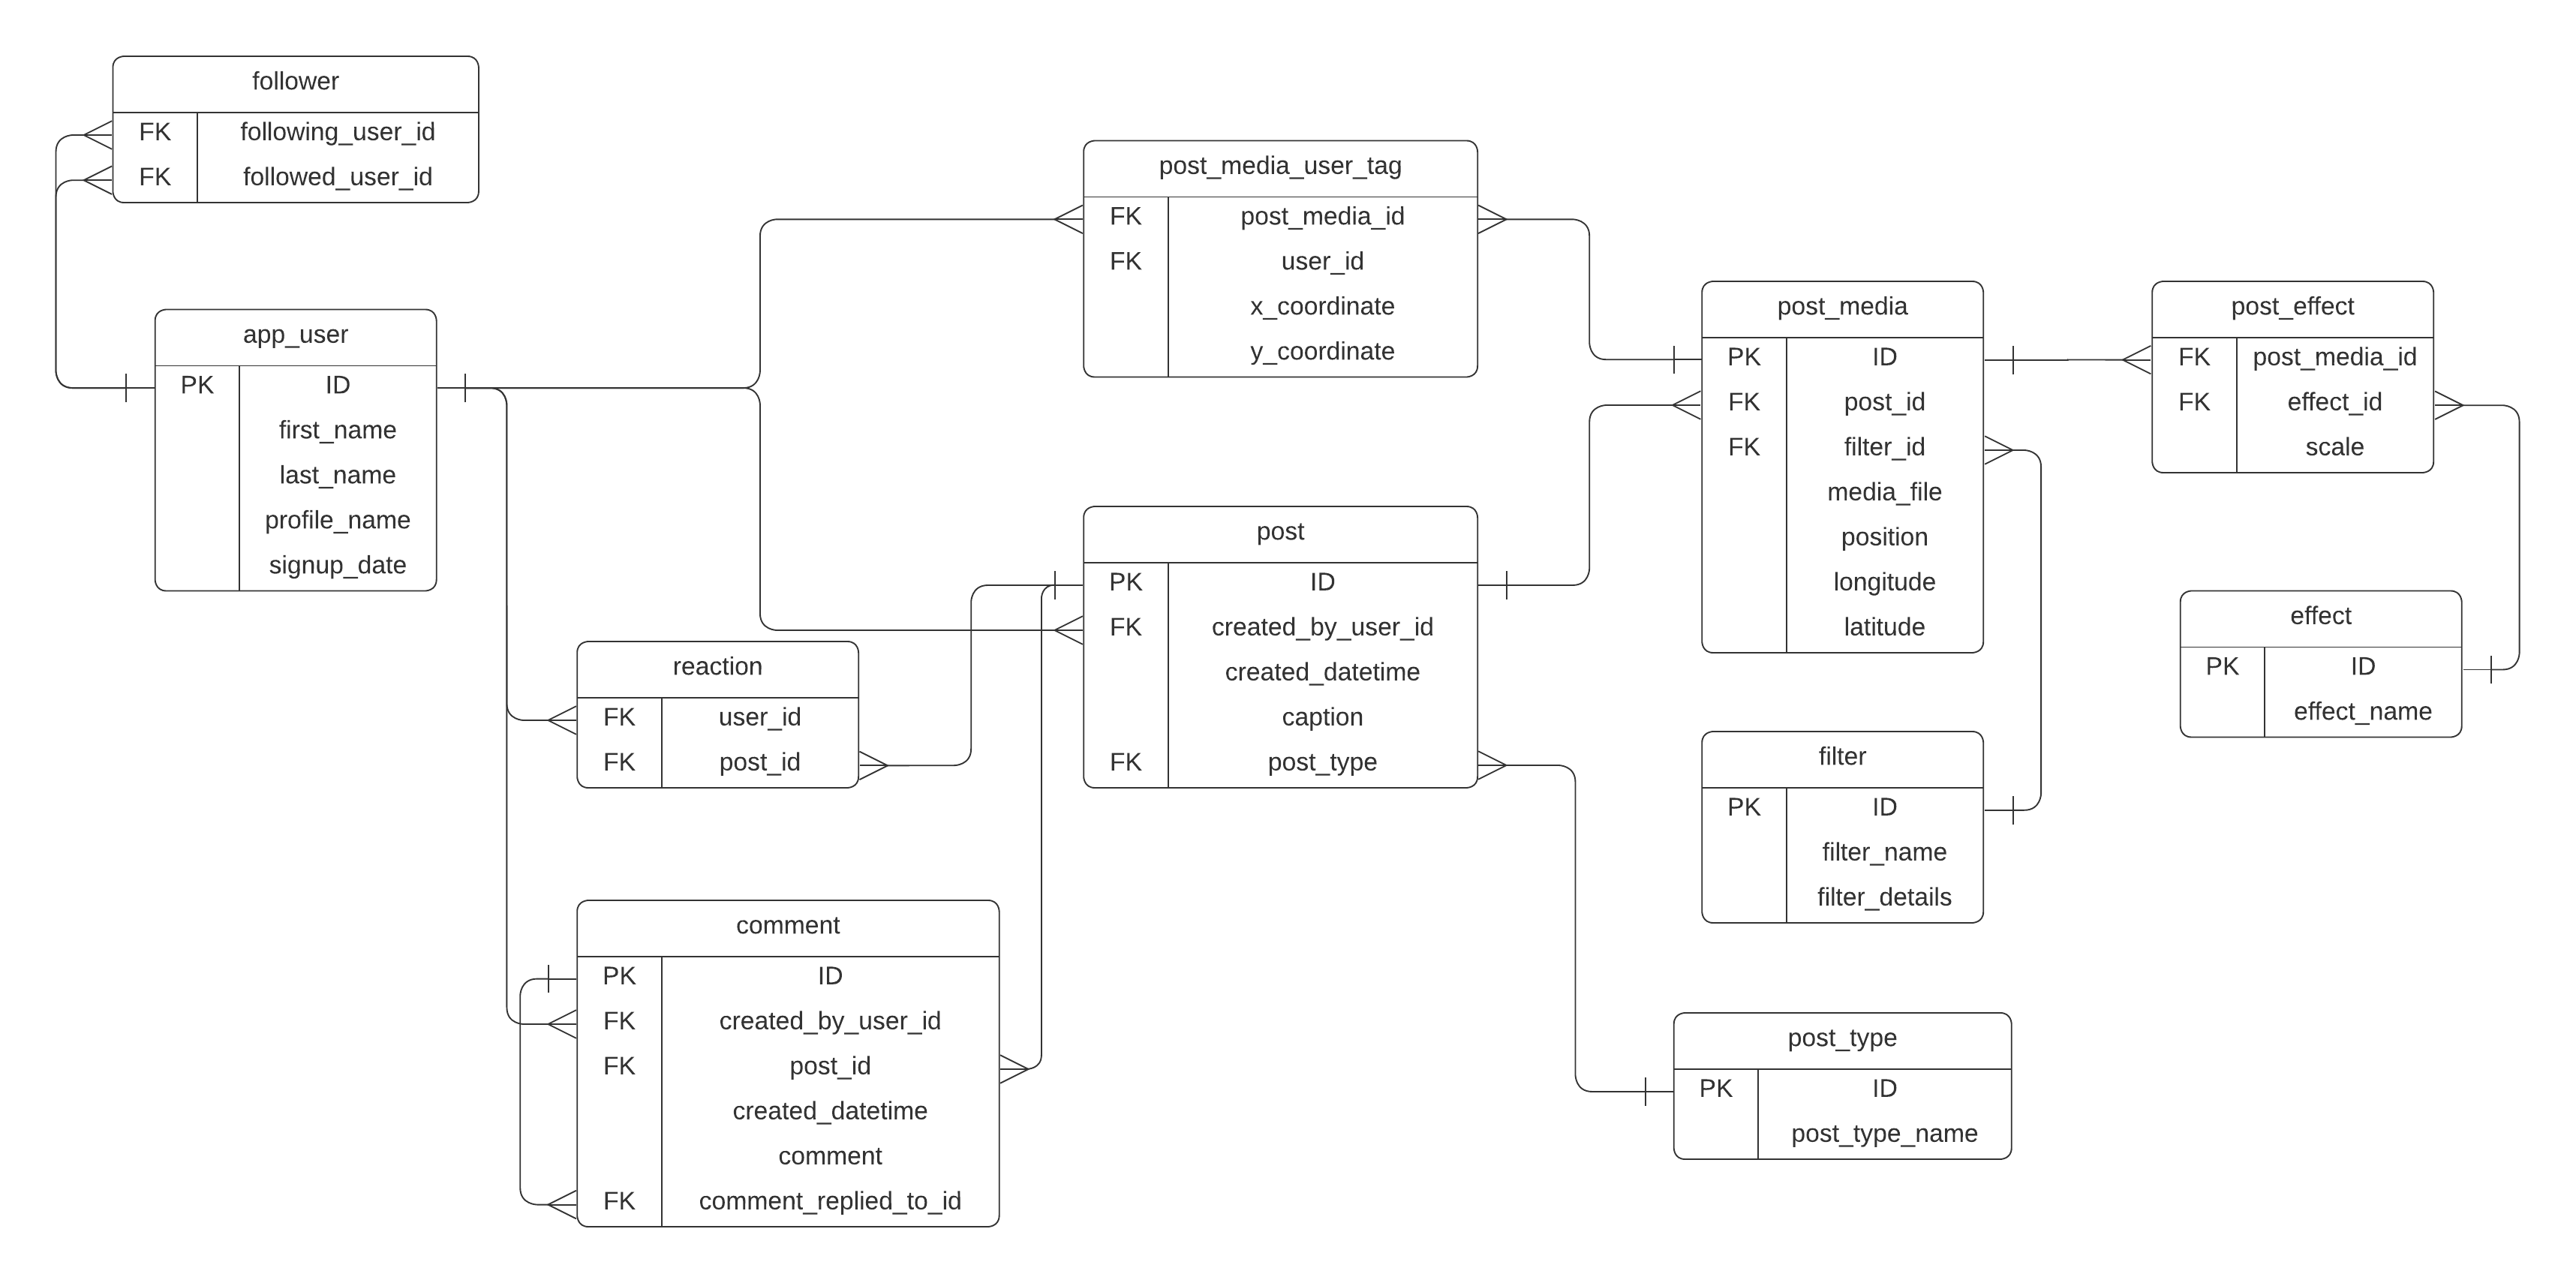 follower
FK following_user_id
FK followed_user_id
app_user
PK ID
first_name
last_name
profile_name
signup_date
post_media_user_tag
FK post_media_id
FK user_id
x_coordinate
y_coordinate
post_media
PK ID
FK post_id
FK filter_id
media_file
position
longitude
latitude
post_effect
FK post_media_id
FK effect_id
scale
post
PK ID
FK created_by_user_id
created_datetime
caption
FK post_type
effect
PK ID
effect_name
reaction
FK user_id
FK post_id
filter
PK ID
filter_name
filter_details
comment
PK ID
FK created_by_user_id
FK post_id
created_datetime
comment
FK comment_replied_to_id
post_type
PK ID
post_type_name